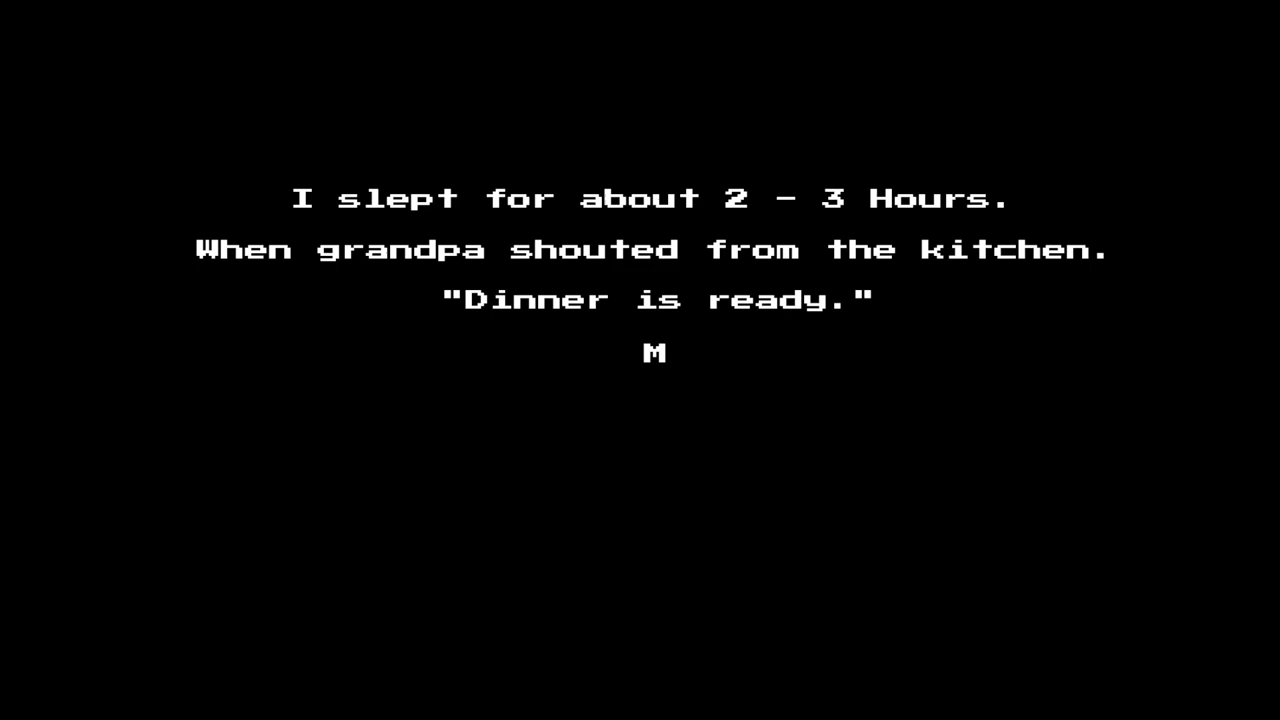 I slept for about 2 - 3 Hours.
When grandpa shouted from the kitchen.
"Dinner is ready."
M